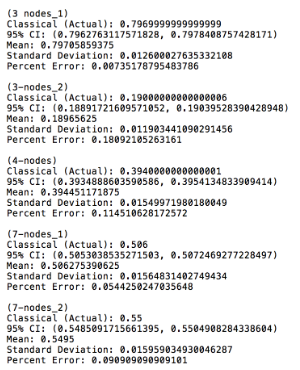 (3 nodes_1)
Classical (Actual): 0.7969999999999999
95% CI: (0.7962763117571828, 0.7978408757428171)
Mean: 0.79705859375
Standard Deviation: 0.012600027635332108
Percent Error: 0.00735178795483786
(3-nodes_2)
Classical (Actual): 0.19000000000000006
95% CI: (0.18891721609571052, 0.19039528390428948)
Mean: 0.18965625
Standard Deviation: 0.011903441090291456
Percent Error: 0.18092105263161
(4-nodes)
Classical (Actual): 0.3940000000000001
95% CI: (0.3934888603590586, 0.3954134833909414)
Mean: 0.394451171875
Standard Deviation: 0.01549971980180049
Percent Error: 0.114510628172572
(7-nodes_1)
Classical (Actual): 0.506
95% CI: (0.5053038535271503, 0.5072469277228497)
Mean: 0.506275390625
Standard Deviation: 0.01564831402749434
Percent Error: 0.0544250247035648
(7-nodes_2)
Classical (Actual): 0.55
95% CI: (0.5485091715661395, 0.5504908284338604)
Mean: 0.5495
Standard Deviation: 0.015959034930046287
Percent Error: 0.090909090909101